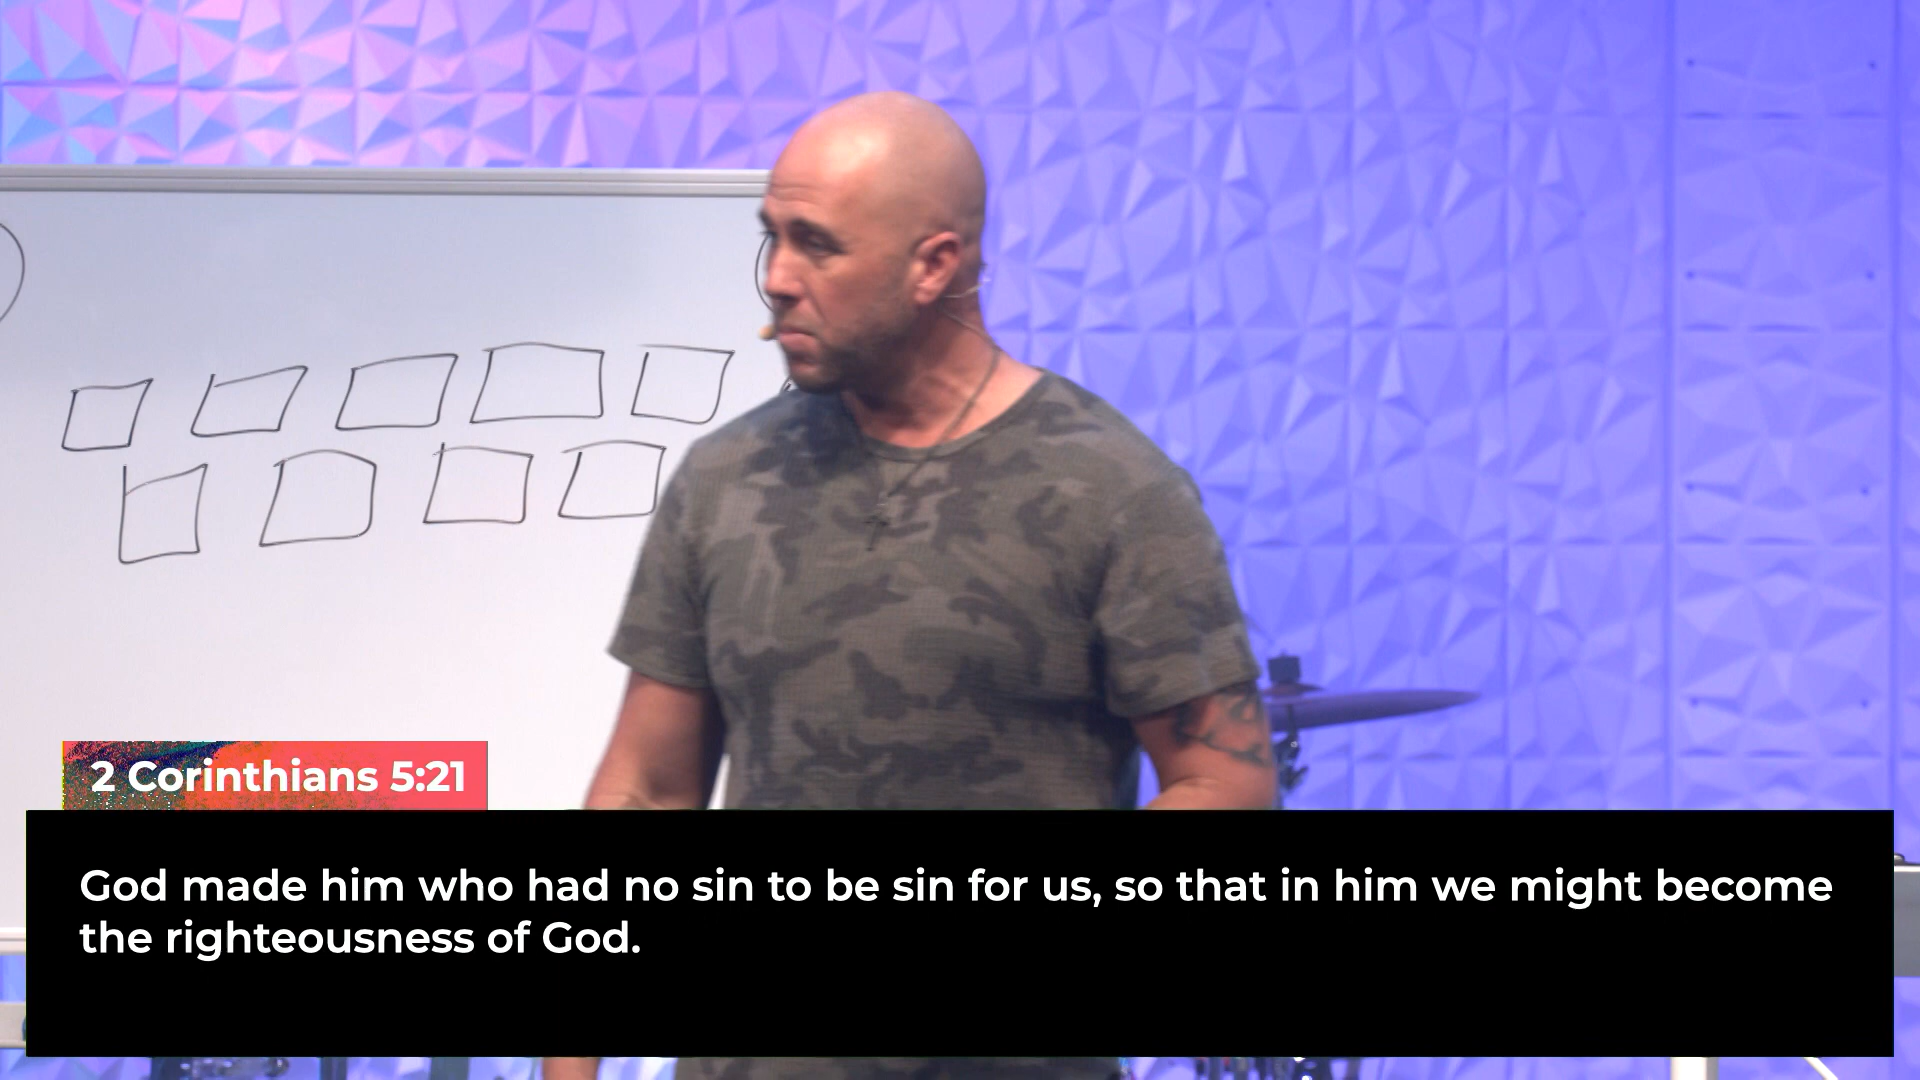 2 Corinthians 5:21
God made him who had no sin to be sin for us, so that in him we might become
the righteousness of God.